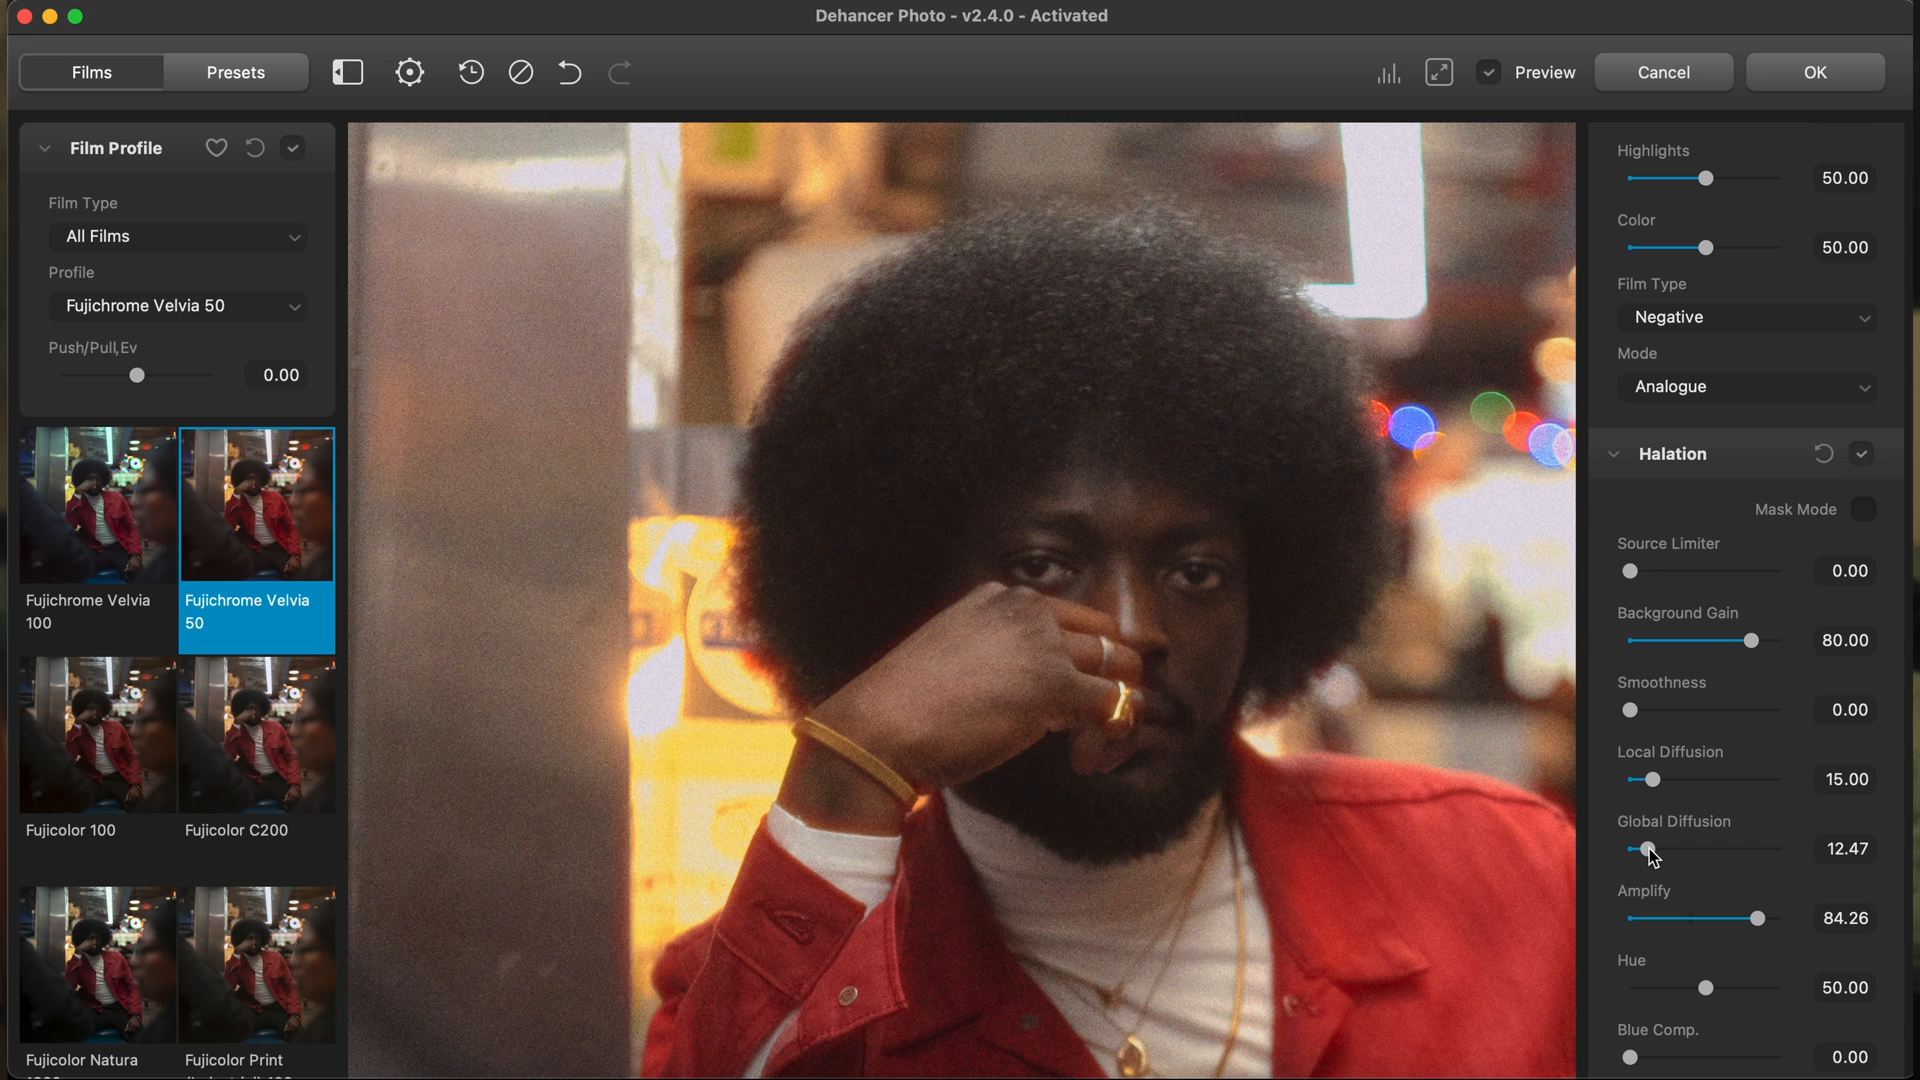 Dehancer Photo - v2.4.0 - Activated
Films
Presets
Preview
Cancel
OK
Film Profile
Film Type
All Films
Profile
Fujichrome Velvia 50
Push/Pull,Ev
0.00
Fujichrome Velvia
100
Fujichrome Velvia
50
Fujicolor 100
Fujicolor C200
Fujicolor Natura
Fujicolor Print
Highlights
50.00
Color
50.00
Film Type
Negative
Mode
Analogue
Halation
Mask Mode
Source Limiter
0.00
Background Gain
80.00
Smoothness
0.00
Local Diffusion
15.00
Global Diffusion
12.47
Amplify
84.26
Hue
50.00
Blue Comp.
0.00